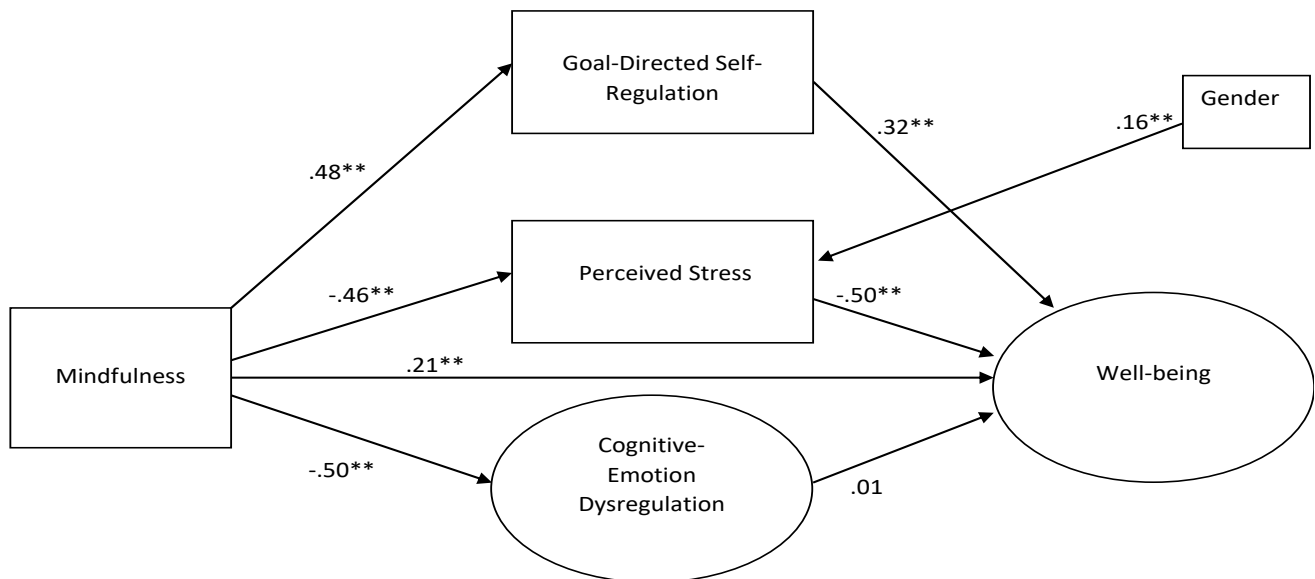 Goal-Directed Self-
Regulation
Gender
.16**
.32**
.48**
Perceived Stress
-.46**
-.50**
.21**
Mindfulness
Well-being
Cognitive-
Emotion
Dysregulation
-.50**
.01